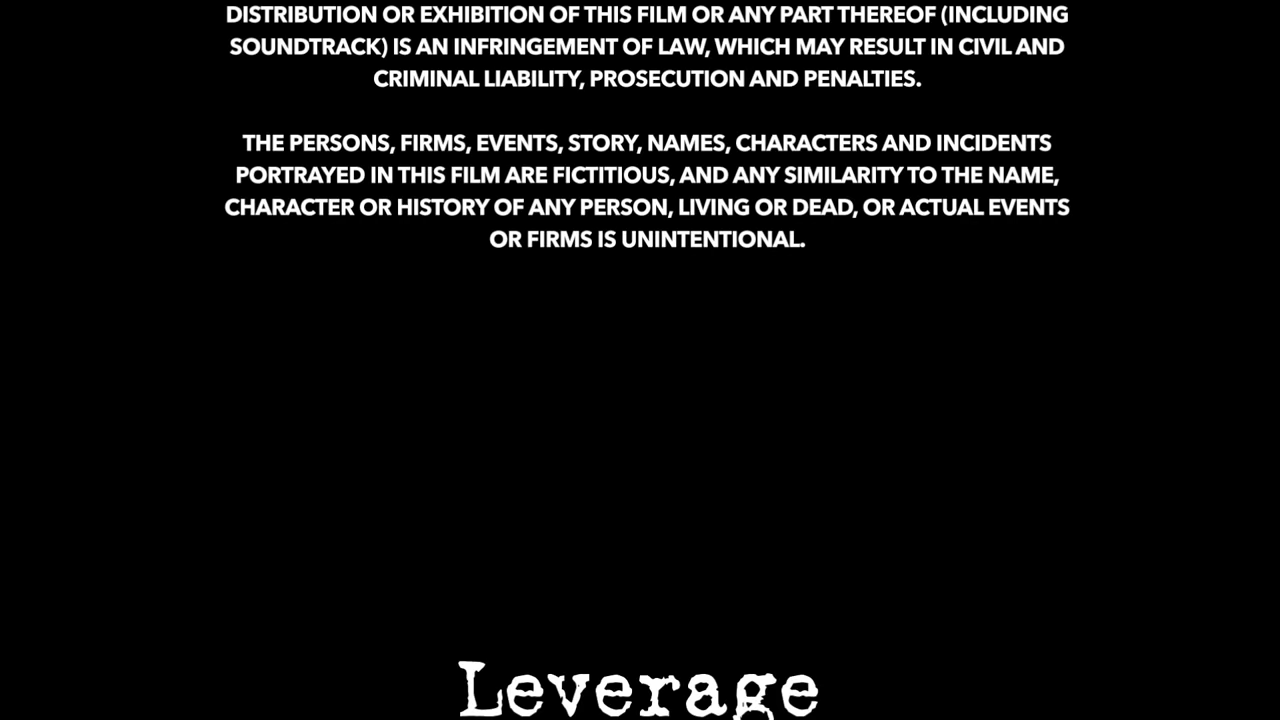 DISTRIBUTION OR EXHIBITION OF THIS FILM OR ANY PART THEREOF (INCLUDING
SOUNDTRACK) IS AN INFRINGEMENT OF LAW, WHICH MAY RESULT IN CIVIL AND
CRIMINAL LIABILITY, PROSECUTION AND PENALTIES.
THE PERSONS, FIRMS, EVENTS, STORY, NAMES, CHARACTERS AND INCIDENTS
PORTRAYED IN THIS FILM ARE FICTITIOUS, AND ANY SIMILARITY TO THE NAME,
CHARACTER OR HISTORY OF ANY PERSON, LIVING OR DEAD, OR ACTUAL EVENTS
OR FIRMS IS UNINTENTIONAL.
Leverage